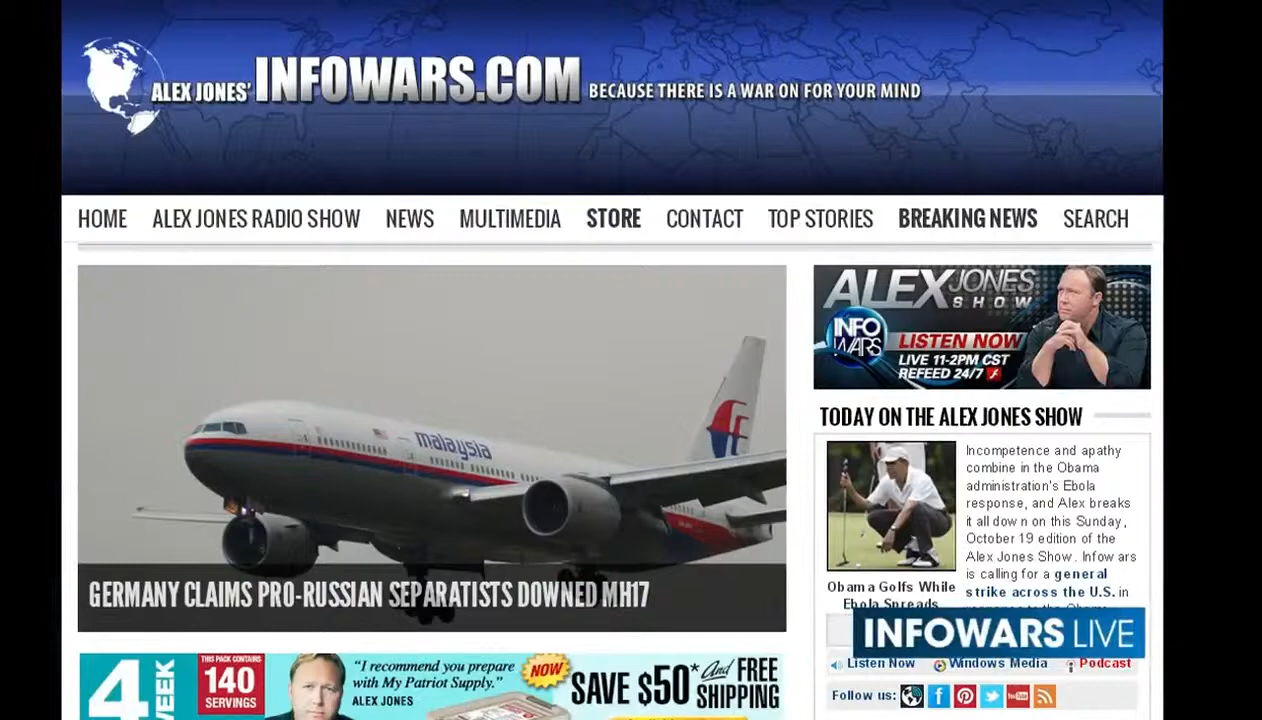 ALEX JONES' INFOWARS.COM BECAUSE THERE IS A WAR ON FOR YOUR MIND
HOME ALEX JONES RADIO SHOW NEWS MULTIMEDIA STORE CONTACT TOP STORIES BREAKING NEWS SEARCH
malaysia
GERMANY CLAIMS PRO-RUSSIAN SEPARATISTS DOWNED MH17
ALEX JONES
SHOW
INFO
WARS
LISTEN NOW
LIVE 11-2PM CST
REFEED 24/7
TODAY ON THE ALEX JONES SHOW
Incompetence and apathy
combine in the Obama
administration's Ebola
response, and Alex breaks
it all down on this Sunday,
October 19 edition of the
Alex Jones Show. Infowars
is calling for a general
strike across the U.S. in
Obama Golfs While
Ebola Spreads
INFOWARS LIVE
Listen Now Windows Media Podcast
Follow us:
4
WEEK
THIS PACK CONTAINS
140
SERVINGS
"I recommend you prepare
with My Patriot Supply."
ALEX JONES
NOW
SAVE $50* And FREE
SHIPPING